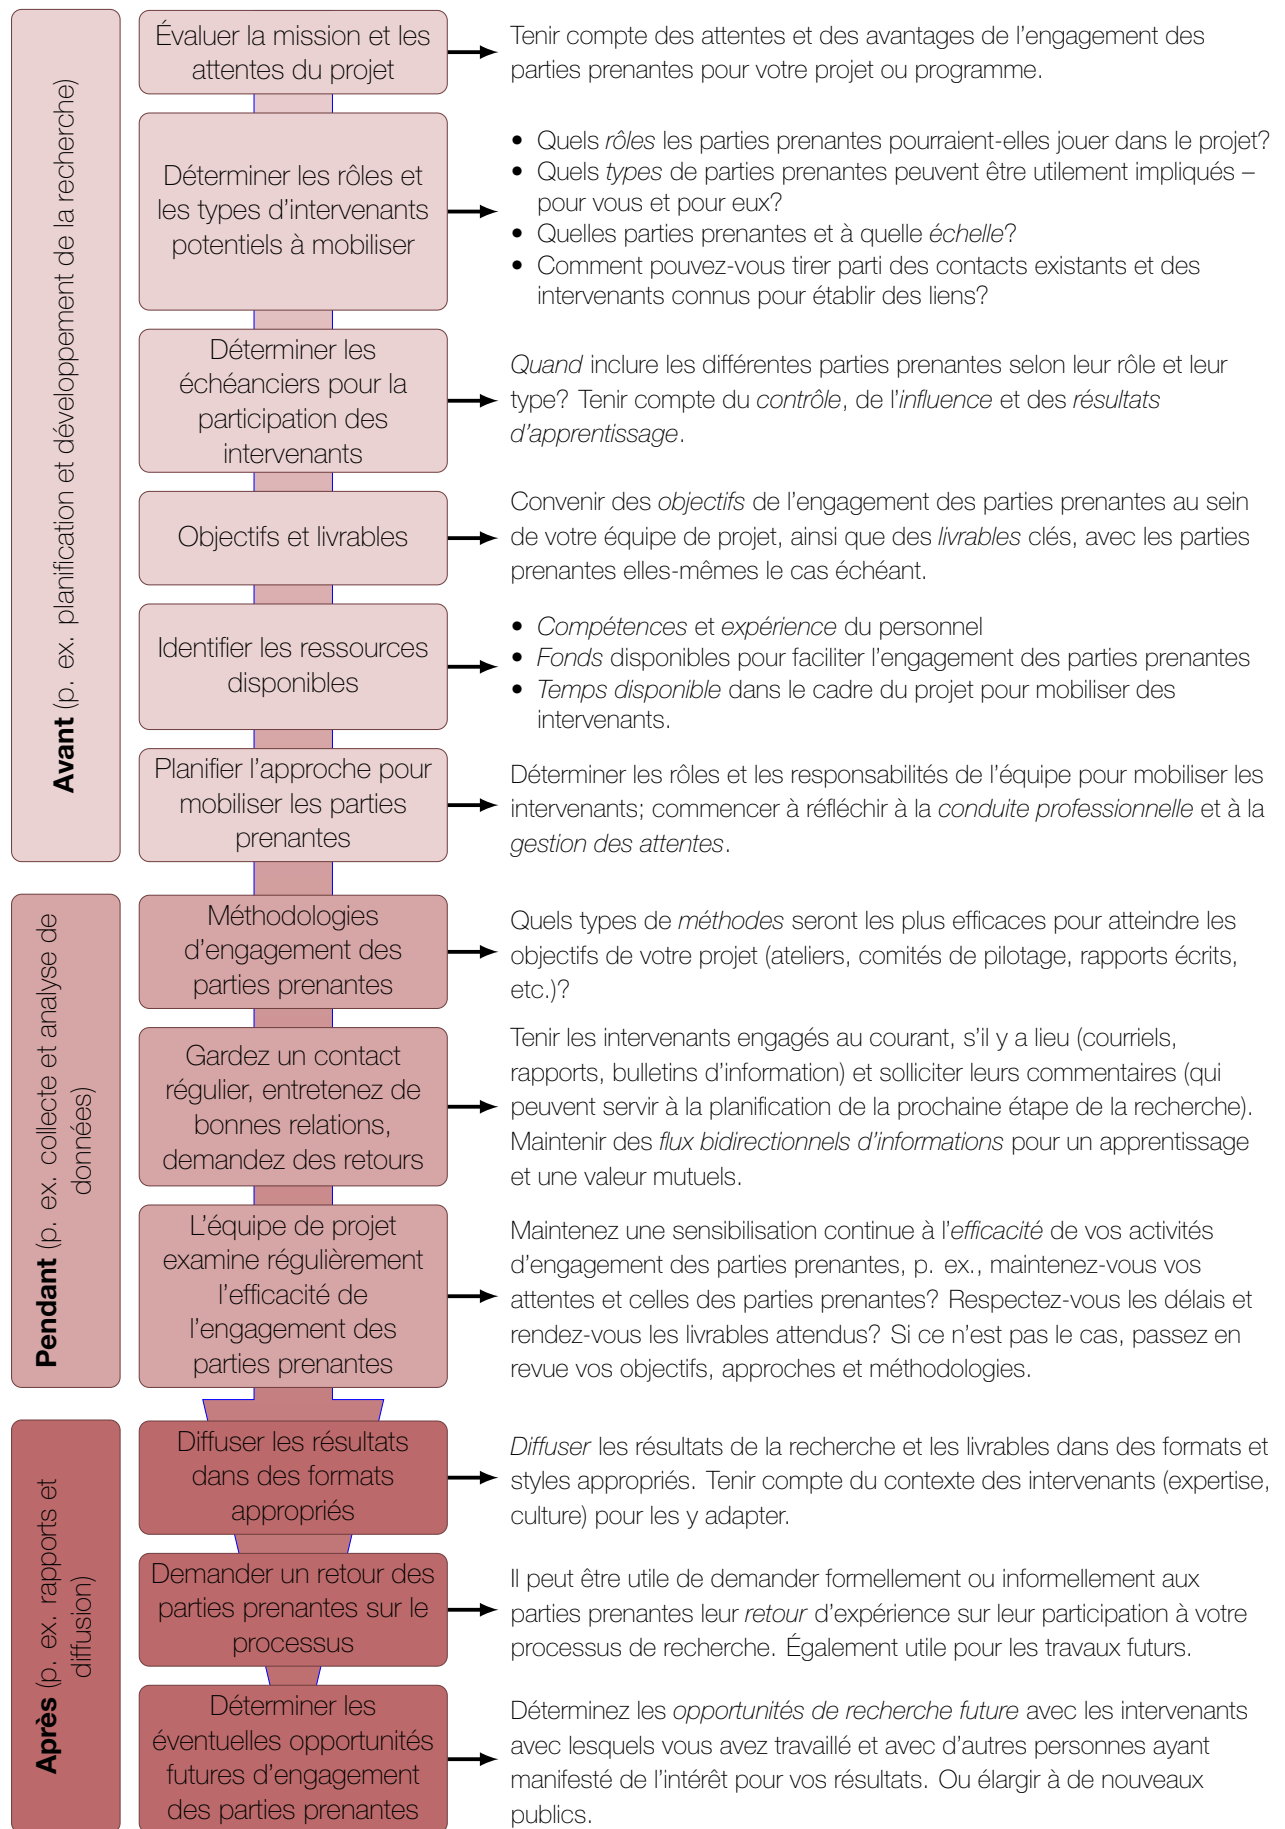 Avant (p. ex. planification et développement de la recherche)
Évaluer la mission et les
attentes du projet
Tenir compte des attentes et des avantages de l'engagement des
parties prenantes pour votre projet ou programme.
Déterminer les rôles et
les types d'intervenants
potentiels à mobiliser
• Quels rôles les parties prenantes pourraient-elles jouer dans le projet?
• Quels types de parties prenantes peuvent être utilement impliqués –
pour vous et pour eux?
• Quelles parties prenantes et à quelle échelle?
• Comment pouvez-vous tirer parti des contacts existants et des
intervenants connus pour établir des liens?
Déterminer les
échéanciers pour la
participation des
intervenants
Quand inclure les différentes parties prenantes selon leur rôle et leur
type? Tenir compte du contrôle, de l'influence et des résultats
d'apprentissage.
Objectifs et livrables
Convenir des objectifs de l'engagement des parties prenantes au sein
de votre équipe de projet, ainsi que des livrables clés, avec les parties
prenantes elles-mêmes le cas échéant.
Identifier les ressources
disponibles
• Compétences et expérience du personnel
• Fonds disponibles pour faciliter l'engagement des parties prenantes
• Temps disponible dans le cadre du projet pour mobiliser des
intervenants.
Planifier l'approche pour
mobiliser les parties
prenantes
Déterminer les rôles et les responsabilités de l'équipe pour mobiliser les
intervenants; commencer à réfléchir à la conduite professionnelle et à la
gestion des attentes.
Pendant (p. ex. collecte et analyse de
données)
Méthodologies
d'engagement des
parties prenantes
Quels types de méthodes seront les plus efficaces pour atteindre les
objectifs de votre projet (ateliers, comités de pilotage, rapports écrits,
etc.)?
Gardez un contact
régulier, entretenez de
bonnes relations,
demandez des retours
Tenir les intervenants engagés au courant, s'il y a lieu (courriels,
rapports, bulletins d'information) et solliciter leurs commentaires (qui
peuvent servir à la planification de la prochaine étape de la recherche).
Maintenir des flux bidirectionnels d'informations pour un apprentissage
et une valeur mutuels.
L'équipe de projet
examine régulièrement
l'efficacité de
l'engagement des
parties prenantes
Maintenez une sensibilisation continue à l'efficacité de vos activités
d'engagement des parties prenantes, p. ex., maintenez-vous vos
attentes et celles des parties prenantes? Respectez-vous les délais et
rendez-vous les livrables attendus? Si ce n'est pas le cas, passez en
revue vos objectifs, approches et méthodologies.
Après (p. ex. rapports et
diffusion)
Diffuser les résultats
dans des formats
appropriés
Diffuser les résultats de la recherche et les livrables dans des formats et
styles appropriés. Tenir compte du contexte des intervenants (expertise,
culture) pour les y adapter.
Demander un retour des
parties prenantes sur le
processus
Il peut être utile de demander formellement ou informellement aux
parties prenantes leur retour d'expérience sur leur participation à votre
processus de recherche. Également utile pour les travaux futurs.
Déterminer les
éventuelles opportunités
futures d'engagement
des parties prenantes
Déterminez les opportunités de recherche future avec les intervenants
avec lesquels vous avez travaillé et avec d'autres personnes ayant
manifesté de l'intérêt pour vos résultats. Ou élargir à de nouveaux
publics.